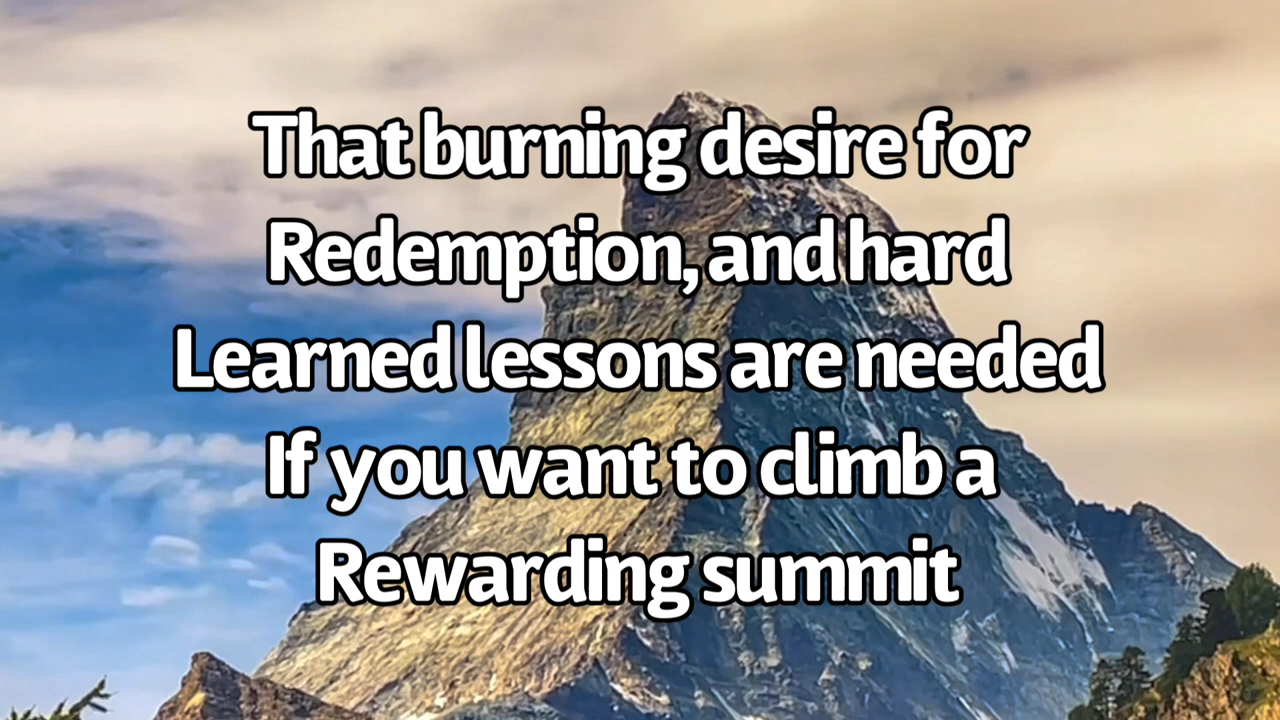 That burning desire for
Redemption, and hard
Learned lessons are needed
If you want to climb a
Rewarding summit